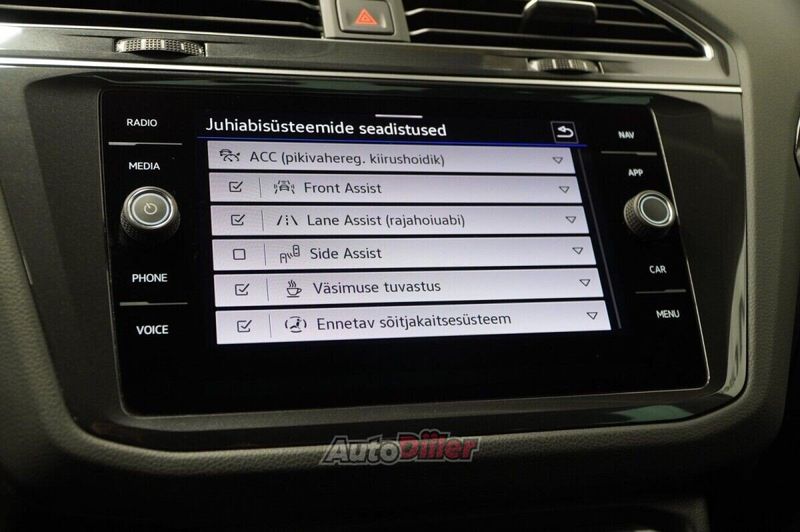 RADIO
MEDIA
PHONE
VOICE
Juhiabisüsteemide seadistused
ACC (pikivahereg. kiirushoidik)
Front Assist
Lane Assist (rajahoiuabi)
Side Assist
Väsimuse tuvastus
Ennetav sõitjakaitsesüsteem
NAV
APP
CAR
MENU
AutoDiiler